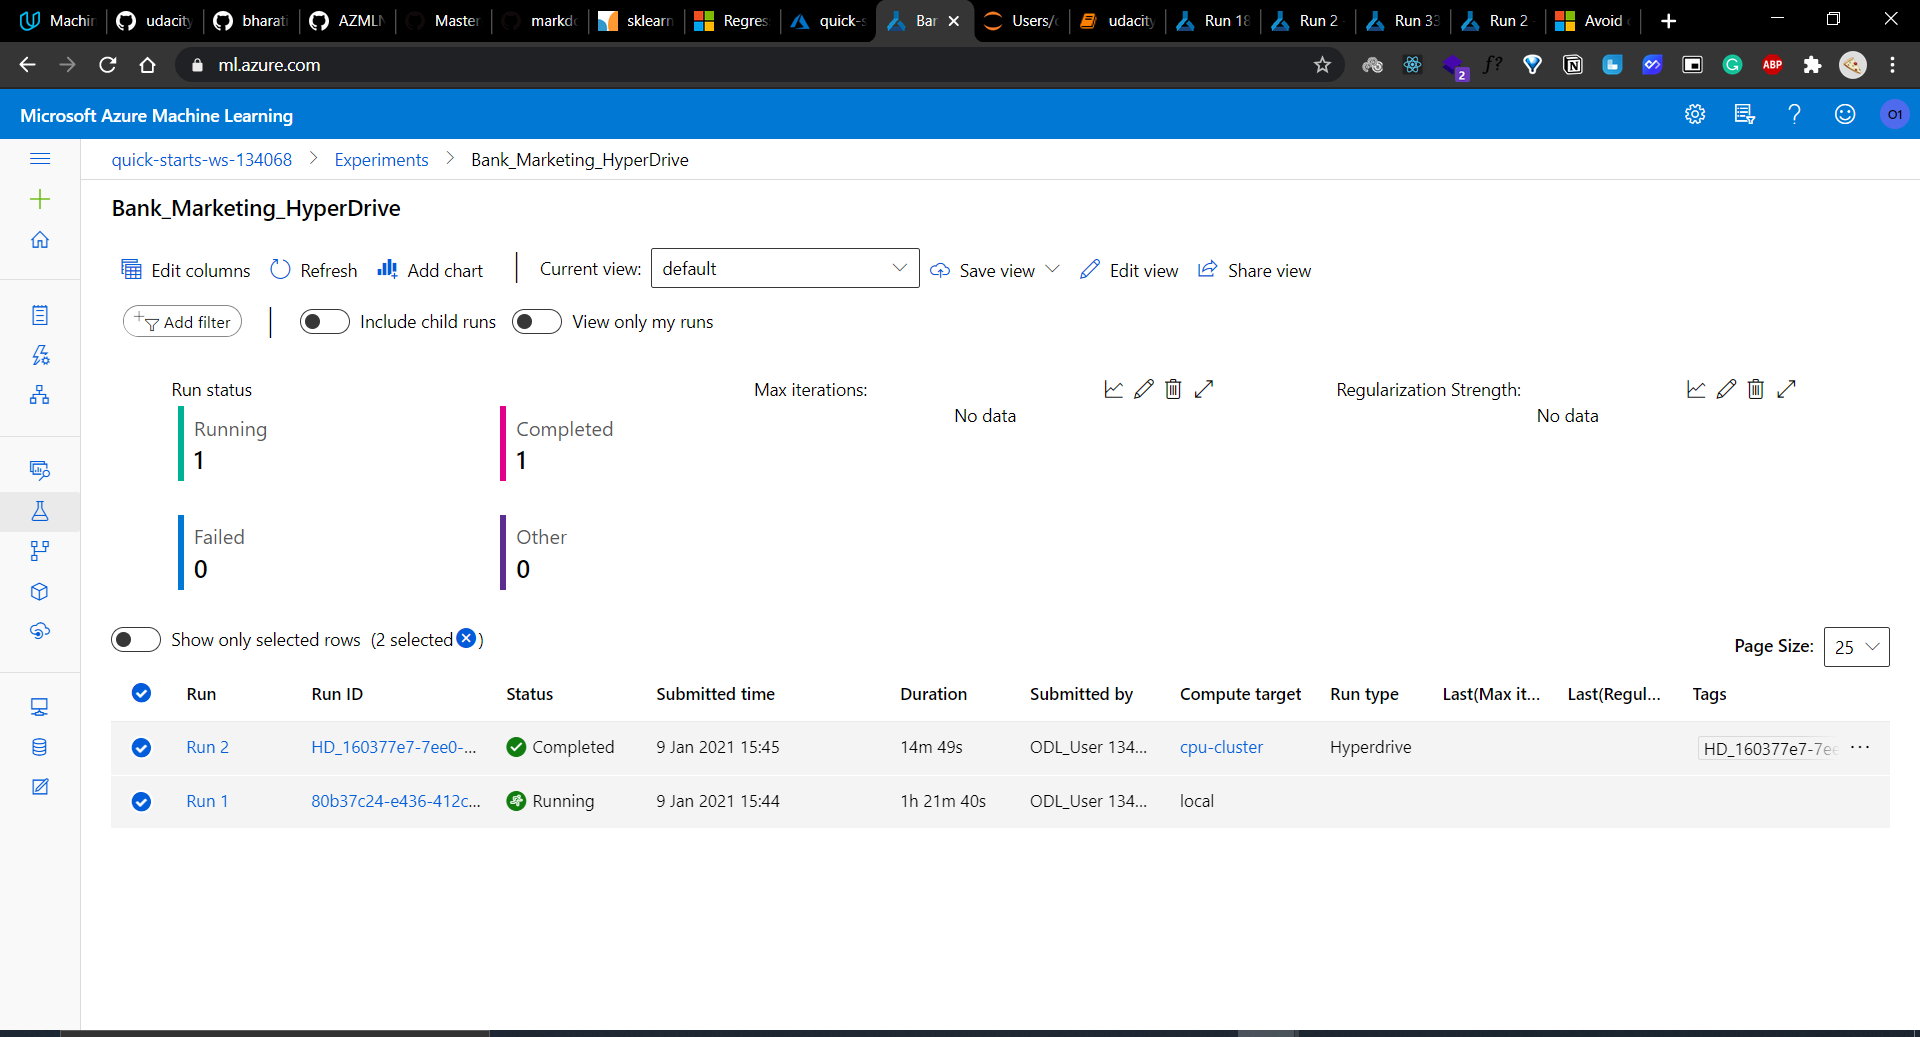 Machin udacity bharati AZMLN Master markdo sklearn Regres quick-s Bar Users/c udacity Run 18 Run 2 Run 33 Run 2 Avoid
ml.azure.com 2 f? ABP
Microsoft Azure Machine Learning O1
quick-starts-ws-134068 > Experiments > Bank_Marketing_HyperDrive
Bank_Marketing_HyperDrive
Edit columns Refresh Add chart Current view: default Save view Edit view Share view
Add filter Include child runs View only my runs
Run status Max iterations: Regularization Strength:
No data No data
Running Completed
1 1
Failed Other
0 0
Show only selected rows (2 selected )
Page Size: 25
Run Run ID Status Submitted time Duration Submitted by Compute target Run type Last(Max it... Last(Regul... Tags
Run 2 HD_160377e7-7ee0-... Completed 9 Jan 2021 15:45 14m 49s ODL_User 134... cpu-cluster Hyperdrive HD_160377e7-7ee ...
Run 1 80b37c24-e436-412c... Running 9 Jan 2021 15:44 1h 21m 40s ODL_User 134... local